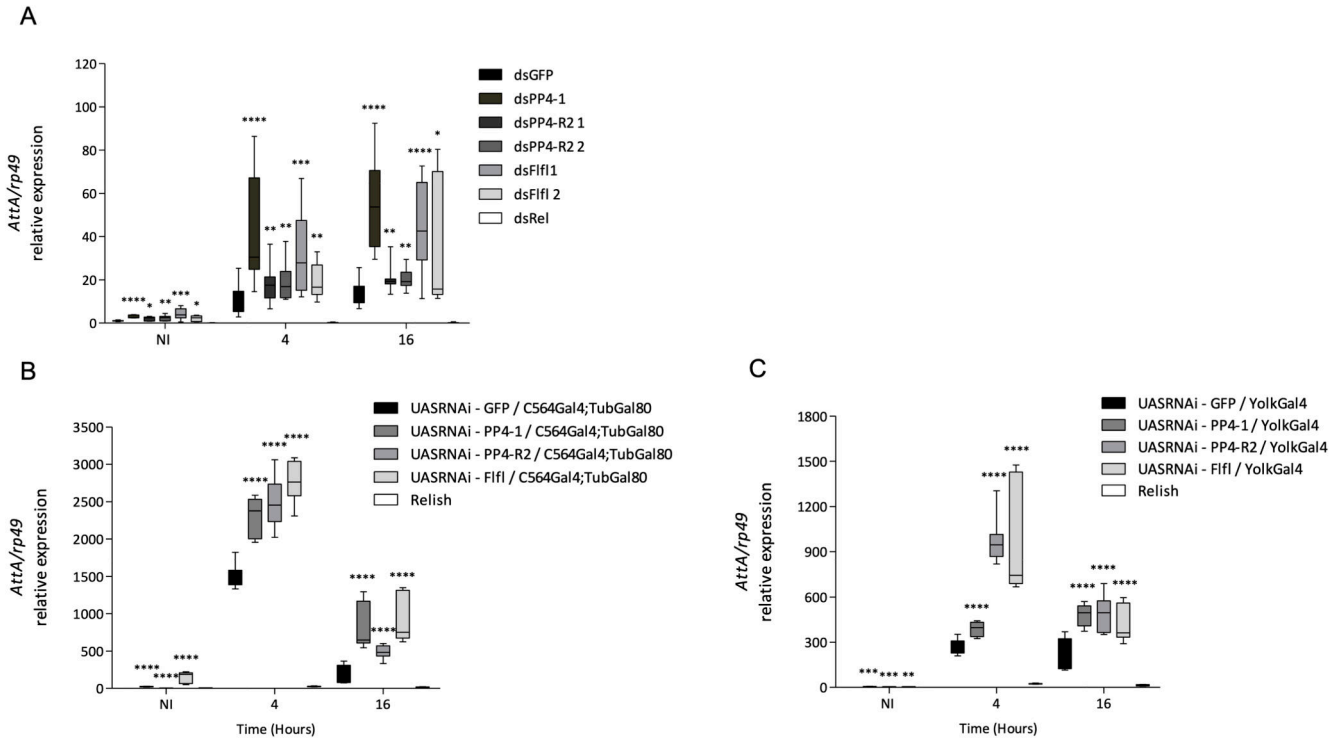 A
AttA/rp49
relative expression
120
100
80
60
40
20
0
**** * ** *** *
**** ** ** *** **
**** ** ** **** *
NI 4 16
dsGFP
dsPP4-1
dsPP4-R2 1
dsPP4-R2 2
dsFlfl1
dsFlfl 2
dsRel
B
AttA/rp49
relative expression
3500
3000
2500
2000
1500
1000
500
0
**** **** ****
**** **** ****
**** **** ****
NI 4 16
Time (Hours)
UASRNAi - GFP / C564Gal4;TubGal80
UASRNAi - PP4-1 / C564Gal4;TubGal80
UASRNAi - PP4-R2 / C564Gal4;TubGal80
UASRNAi - Flfl / C564Gal4;TubGal80
Relish
C
AttA/rp49
relative expression
1800
1500
1200
900
600
300
0
*** *** **
**** **** ****
**** **** ****
NI 4 16
Time (Hours)
UASRNAi - GFP / YolkGal4
UASRNAi - PP4-1 / YolkGal4
UASRNAi - PP4-R2 / YolkGal4
UASRNAi - Flfl / YolkGal4
Relish